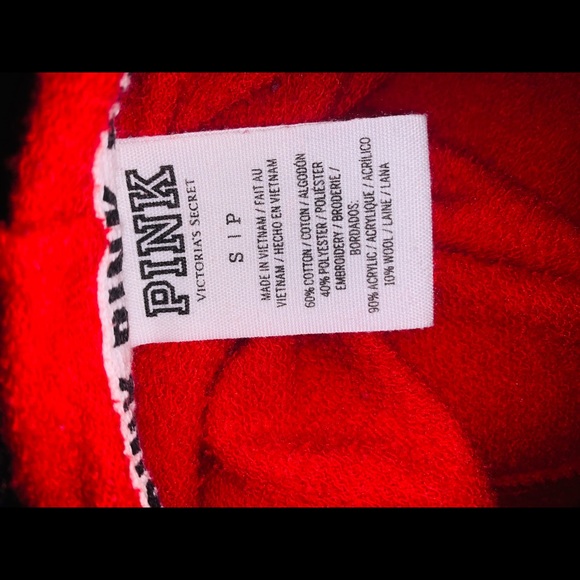 PINK
VICTORIA'S SECRET
S | P
MADE IN VIETNAM / FAIT AU
VIETNAM / HECHO EN VIETNAM
60% COTTON / COTON / ALGODÓN
40% POLYESTER / POLIÉSTER
EMBROIDERY / BRODERIE /
BORDADOS:
90% ACRYLIC / ACRYLIQUE / ACRÍLICO
10% WOOL / LAINE / LANA